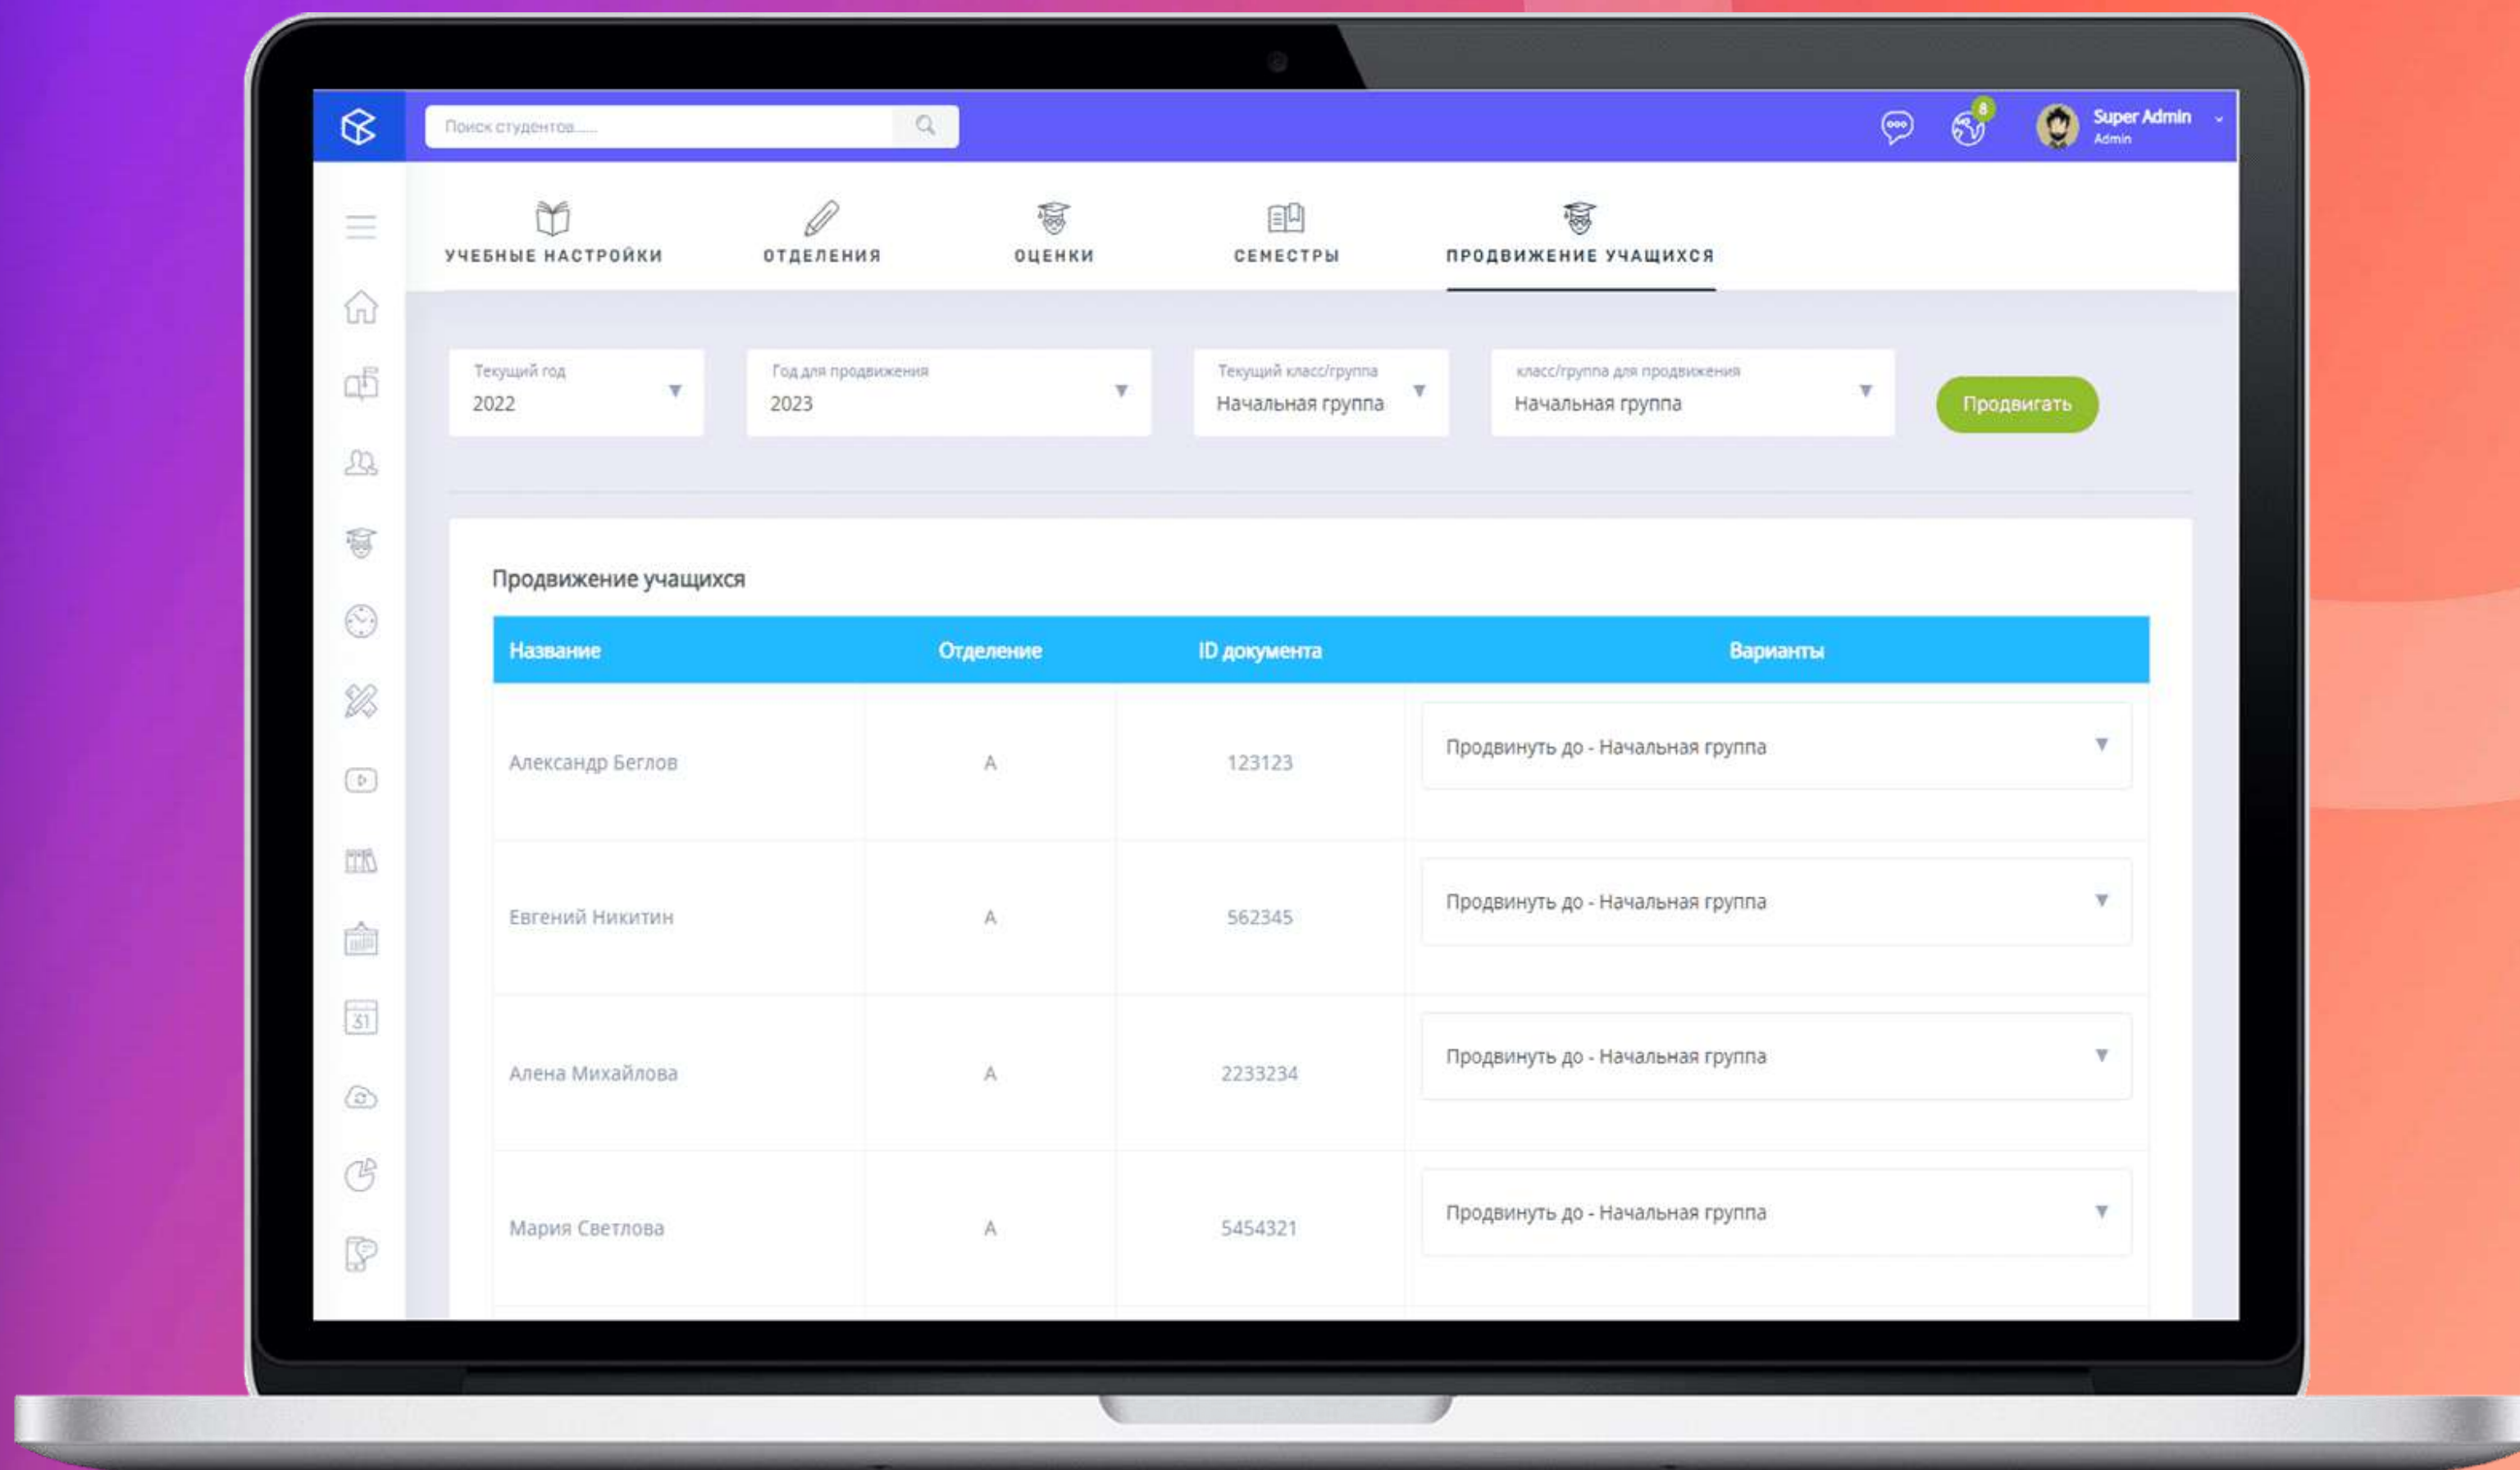 Поиск студентов......
8
Super Admin
Admin
УЧЕБНЫЕ НАСТРОЙКИ
ОТДЕЛЕНИЯ
ОЦЕНКИ
СЕМЕСТРЫ
ПРОДВИЖЕНИЕ УЧАЩИХСЯ
Текущий год
2022
Год для продвижения
2023
Текущий класс/группа
Начальная группа
класс/группа для продвижения
Начальная группа
Продвигать
Продвижение учащихся
Название Отделение ID документа Варианты
Александр Беглов A 123123 Продвинуть до - Начальная группа
Евгений Никитин A 562345 Продвинуть до - Начальная группа
Алена Михайлова A 2233234 Продвинуть до - Начальная группа
Мария Светлова A 5454321 Продвинуть до - Начальная группа
31